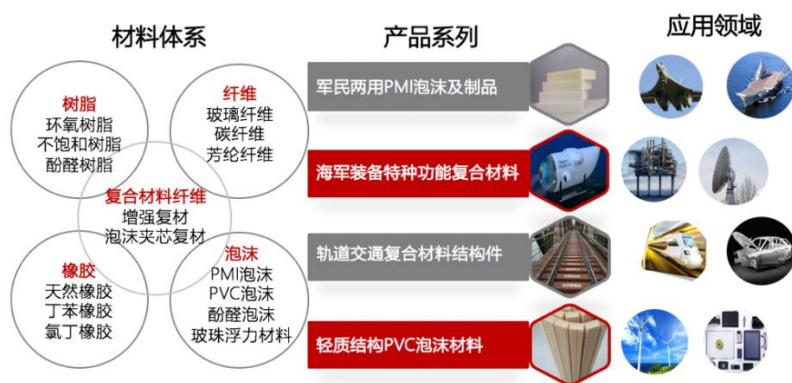 材料体系
产品系列
应用领域
树脂
环氧树脂
不饱和树脂
酚醛树脂
纤维
玻璃纤维
碳纤维
芳纶纤维
复合材料纤维
增强复材
泡沫夹芯复材
橡胶
天然橡胶
丁苯橡胶
氯丁橡胶
泡沫
PMI泡沫
PVC泡沫
酚醛泡沫
玻珠浮力材料
军民两用PMI泡沫及制品
海军装备特种功能复合材料
轨道交通复合材料结构件
轻质结构PVC泡沫材料